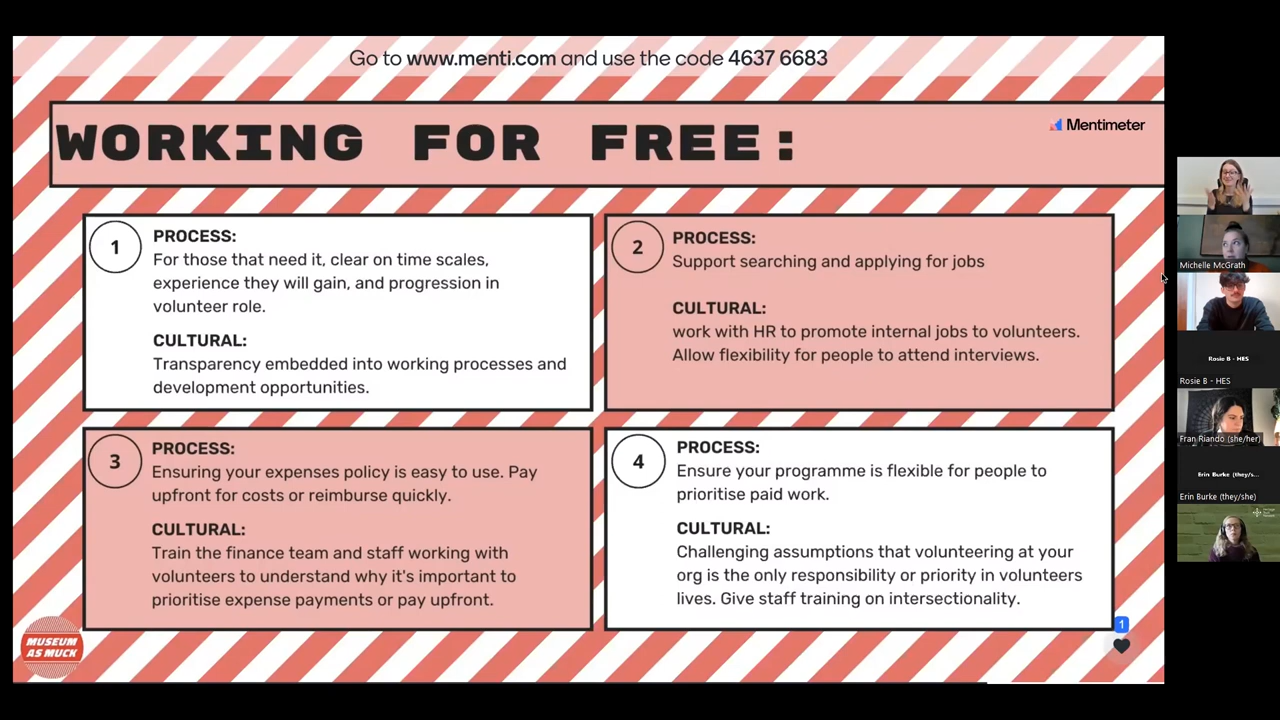 Go to www.menti.com and use the code 4637 6683
WORKING FOR FREE:
Mentimeter
1
PROCESS:
For those that need it, clear on time scales,
experience they will gain, and progression in
volunteer role.
CULTURAL:
Transparency embedded into working processes and
development opportunities.
2
PROCESS:
Support searching and applying for jobs
CULTURAL:
work with HR to promote internal jobs to volunteers.
Allow flexibility for people to attend interviews.
3
PROCESS:
Ensuring your expenses policy is easy to use. Pay
upfront for costs or reimburse quickly.
CULTURAL:
Train the finance team and staff working with
volunteers to understand why it's important to
prioritise expense payments or pay upfront.
4
PROCESS:
Ensure your programme is flexible for people to
prioritise paid work.
CULTURAL:
Challenging assumptions that volunteering at your
org is the only responsibility or priority in volunteers
lives. Give staff training on intersectionality.
MUSEUM
AS MUCK
1
Michelle McGrath
Rosie B - HES
Rosie B - HES
Fran Riando (she/her)
Erin Burke (they/s...
Erin Burke (they/she)